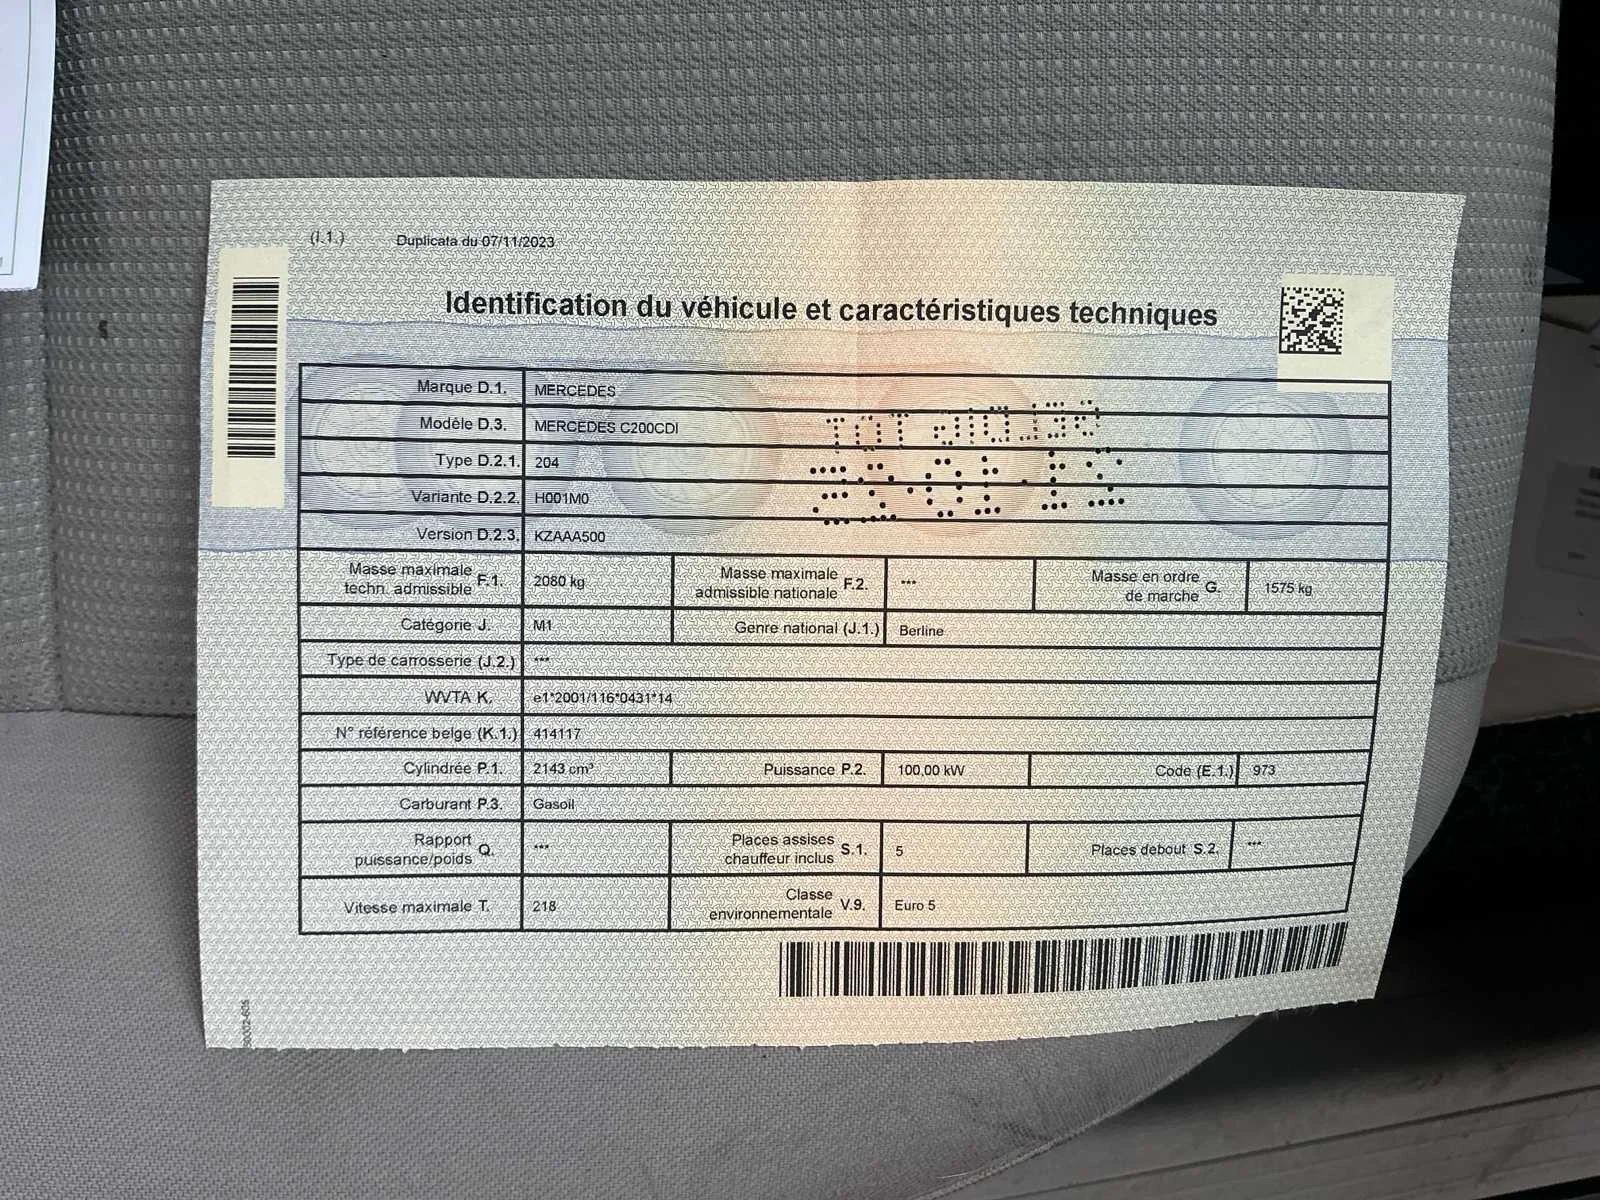 (I.1.) Duplicata du 07/11/2023
Identification du véhicule et caractéristiques techniques
Marque D.1. MERCEDES
Modèle D.3. MERCEDES C200CDI
Type D.2.1. 204
Variante D.2.2. H001M0
Version D.2.3. KZAAA500
Masse maximale techn. admissible F.1. 2080 kg Masse maximale admissible nationale F.2. *** Masse en ordre de marche G. 1575 kg
Catégorie J. M1 Genre national (J.1.) Berline
Type de carrosserie (J.2.) ***
WVTA K. e1*2001/116*0431*14
N° référence belge (K.1.) 414117
Cylindrée P.1. 2143 cm³ Puissance P.2. 100,00 kW Code (E.1.) 973
Carburant P.3. Gasoil
Rapport puissance/poids Q. *** Places assises chauffeur inclus S.1. 5 Places debout S.2. ***
Vitesse maximale T. 218 Classe environnementale V.9. Euro 5